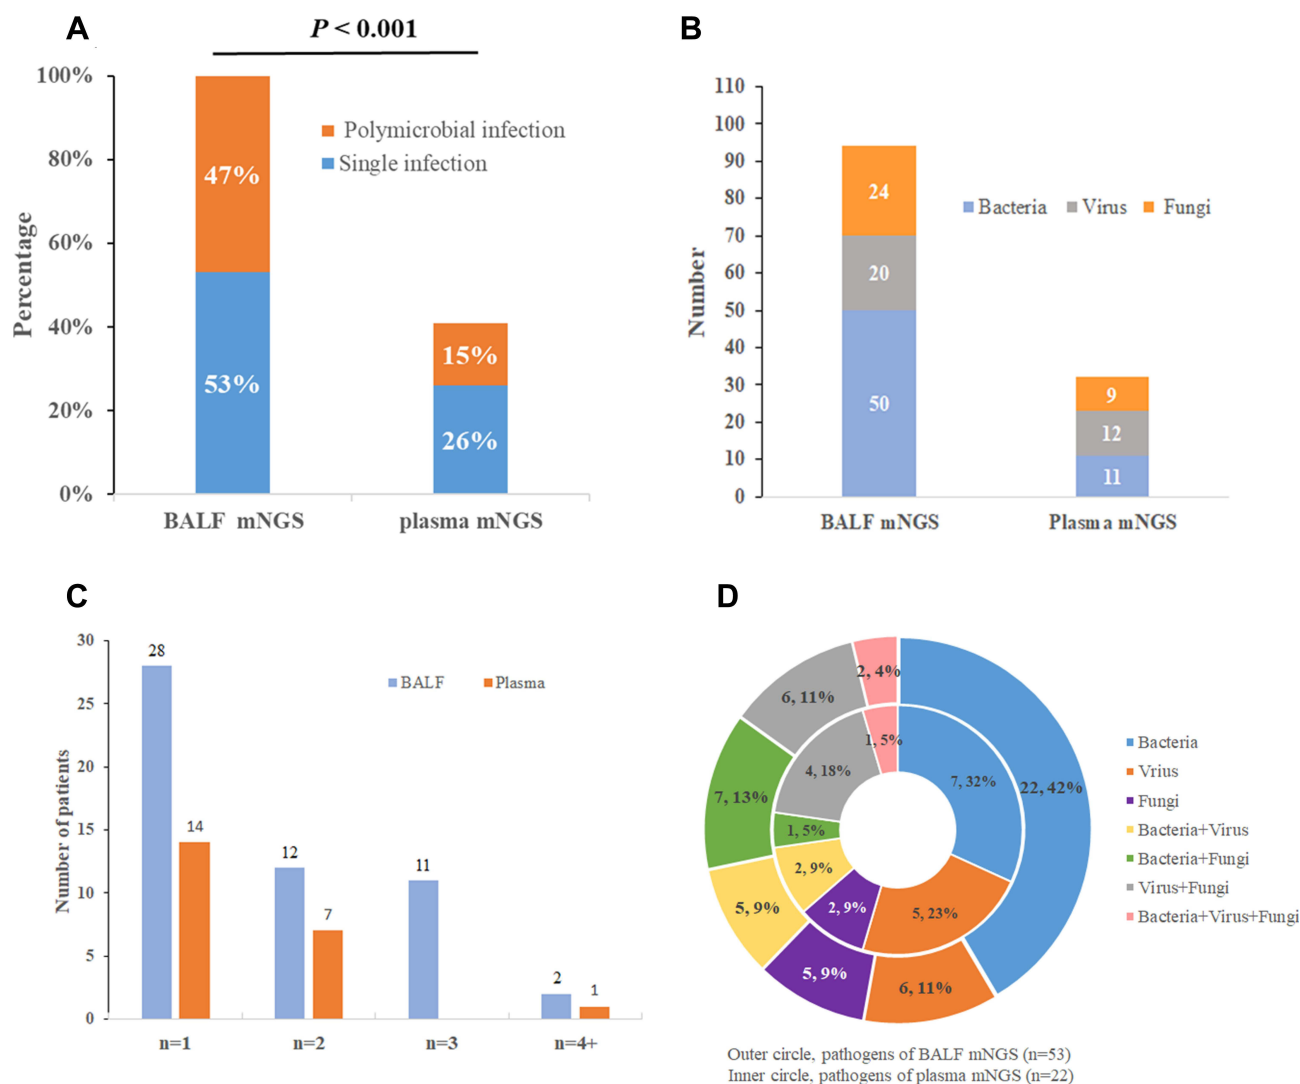 A
P < 0.001
100%
80%
60%
40%
20%
0%
Percentage
Polymicrobial infection
Single infection
47%
53%
15%
26%
BALF mNGS
plasma mNGS
B
110
100
90
80
70
60
50
40
30
20
10
0
Number
24
20
50
9
12
11
Bacteria Virus Fungi
BALF mNGS
Plasma mNGS
C
30
25
20
15
10
5
0
Number of patients
BALF Plasma
28
14
12
7
11
2
1
n=1
n=2
n=3
n=4+
D
2, 4%
6, 11%
1, 5%
4, 18%
7, 32%
22, 42%
7, 13%
1, 5%
2, 9%
5, 9%
2, 9%
5, 23%
5, 9%
6, 11%
Bacteria
Vrius
Fungi
Bacteria+Virus
Bacteria+Fungi
Virus+Fungi
Bacteria+Virus+Fungi
Outer circle, pathogens of BALF mNGS (n=53)
Inner circle, pathogens of plasma mNGS (n=22)